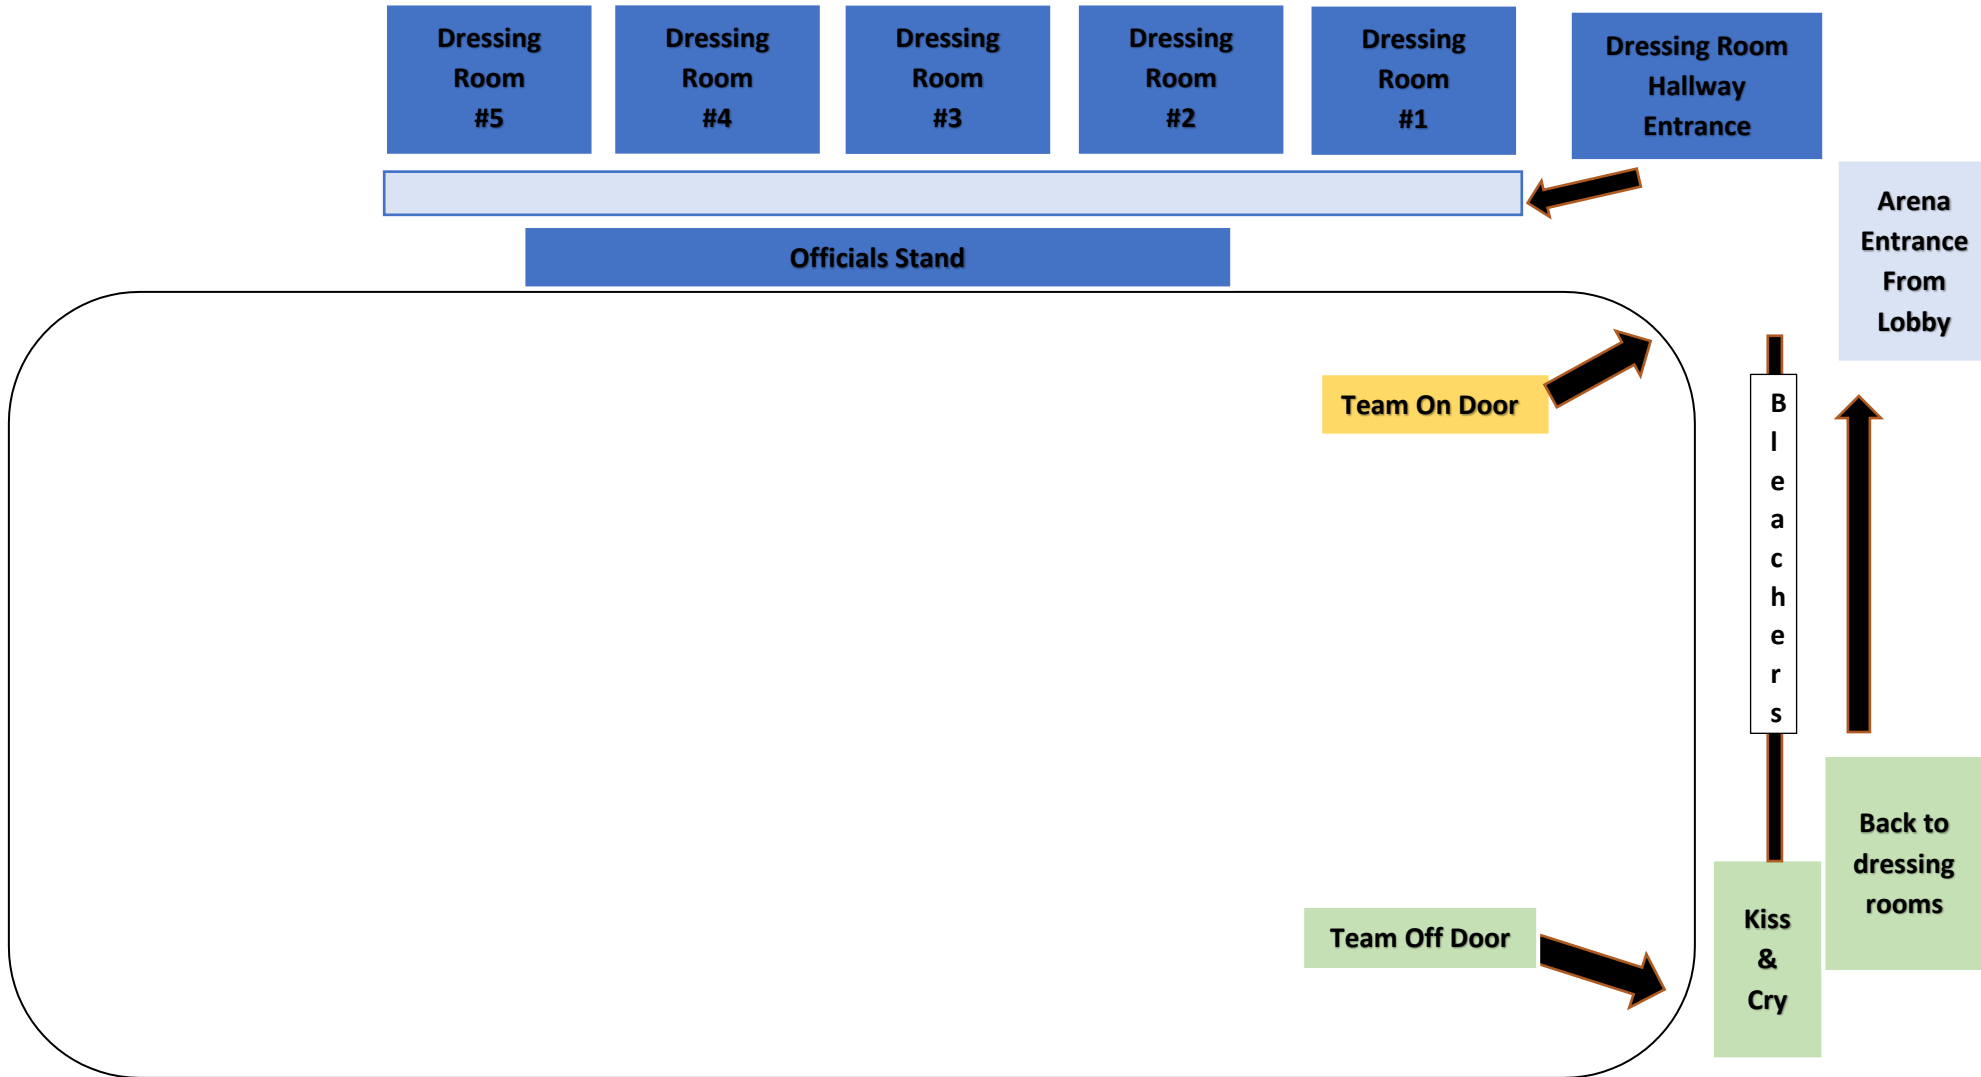 Dressing
Room
#5
Dressing
Room
#4
Dressing
Room
#3
Dressing
Room
#2
Dressing
Room
#1
Dressing Room
Hallway
Entrance
Arena
Entrance
From
Lobby
Officials Stand
Team On Door
B
l
e
a
c
h
e
r
s
Back to
dressing
rooms
Team Off Door
Kiss
&
Cry